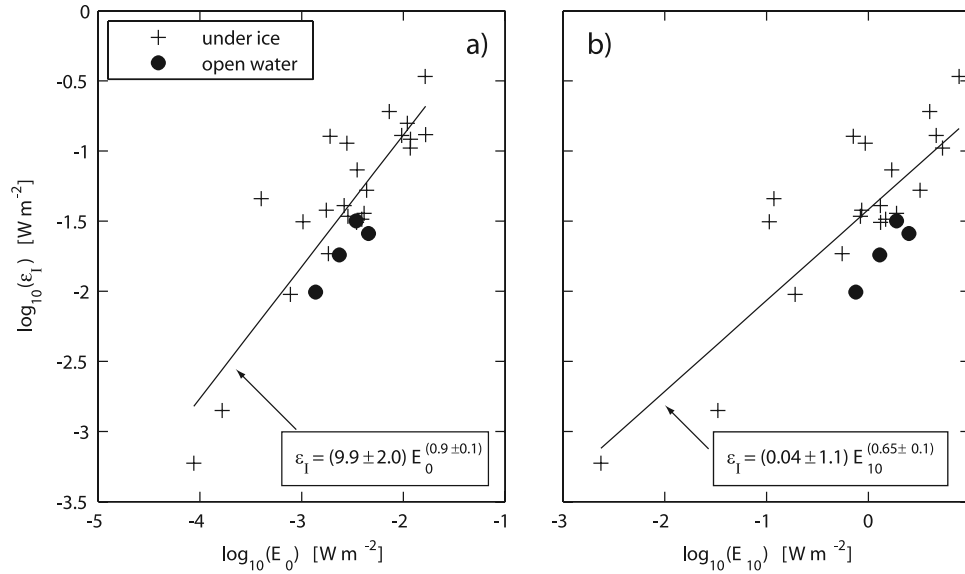 under ice
open water
a)
b)
0
-0.5
-1
-1.5
-2
-2.5
-3
-3.5
log10(εI) [W m-2]
εI = (9.9 ± 2.0) E0(0.9 ±0.1)
εI = (0.04 ± 1.1) E10(0.65± 0.1)
-5 -4 -3 -2 -1
-3 -2 -1 0
log10(E0) [W m-2]
log10(E10) [W m-2]